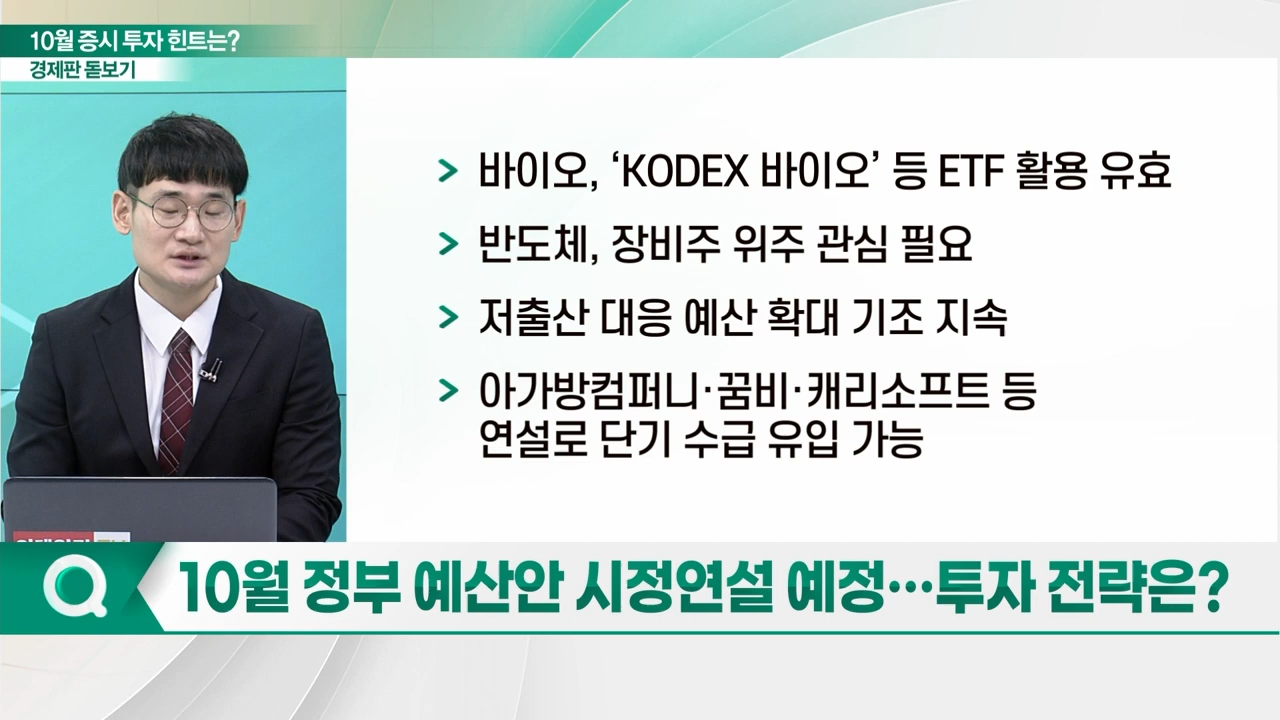 10월 증시 투자 힌트는?
경제판 돋보기
> 바이오, ‘KODEX 바이오’ 등 ETF 활용 유효
> 반도체, 장비주 위주 관심 필요
> 저출산 대응 예산 확대 기조 지속
> 아가방컴퍼니·꿈비·캐리소프트 등
연설로 단기 수급 유입 가능
10월 정부 예산안 시정연설 예정…투자 전략은?